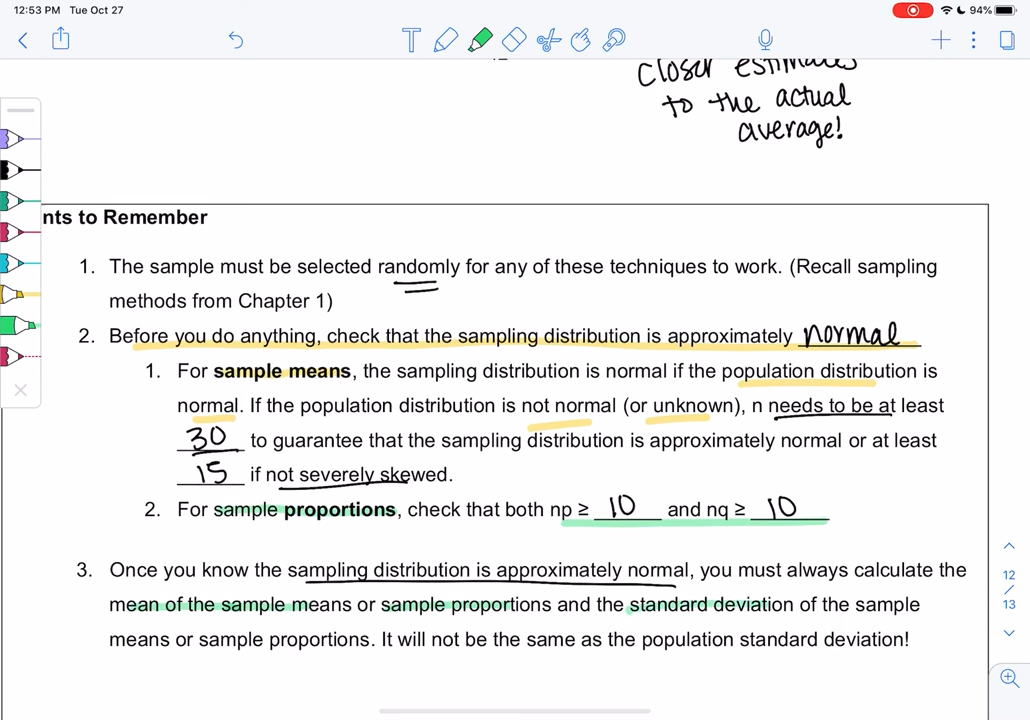 12:53 PM Tue Oct 27
94%
closer estimates
to the actual
average!
nts to Remember
1. The sample must be selected randomly for any of these techniques to work. (Recall sampling
methods from Chapter 1)
2. Before you do anything, check that the sampling distribution is approximately normal
1. For sample means, the sampling distribution is normal if the population distribution is
normal. If the population distribution is not normal (or unknown), n needs to be at least
30 to guarantee that the sampling distribution is approximately normal or at least
15 if not severely skewed.
2. For sample proportions, check that both np ≥ 10 and nq ≥ 10
3. Once you know the sampling distribution is approximately normal, you must always calculate the
mean of the sample means or sample proportions and the standard deviation of the sample
means or sample proportions. It will not be the same as the population standard deviation!
12
/
13